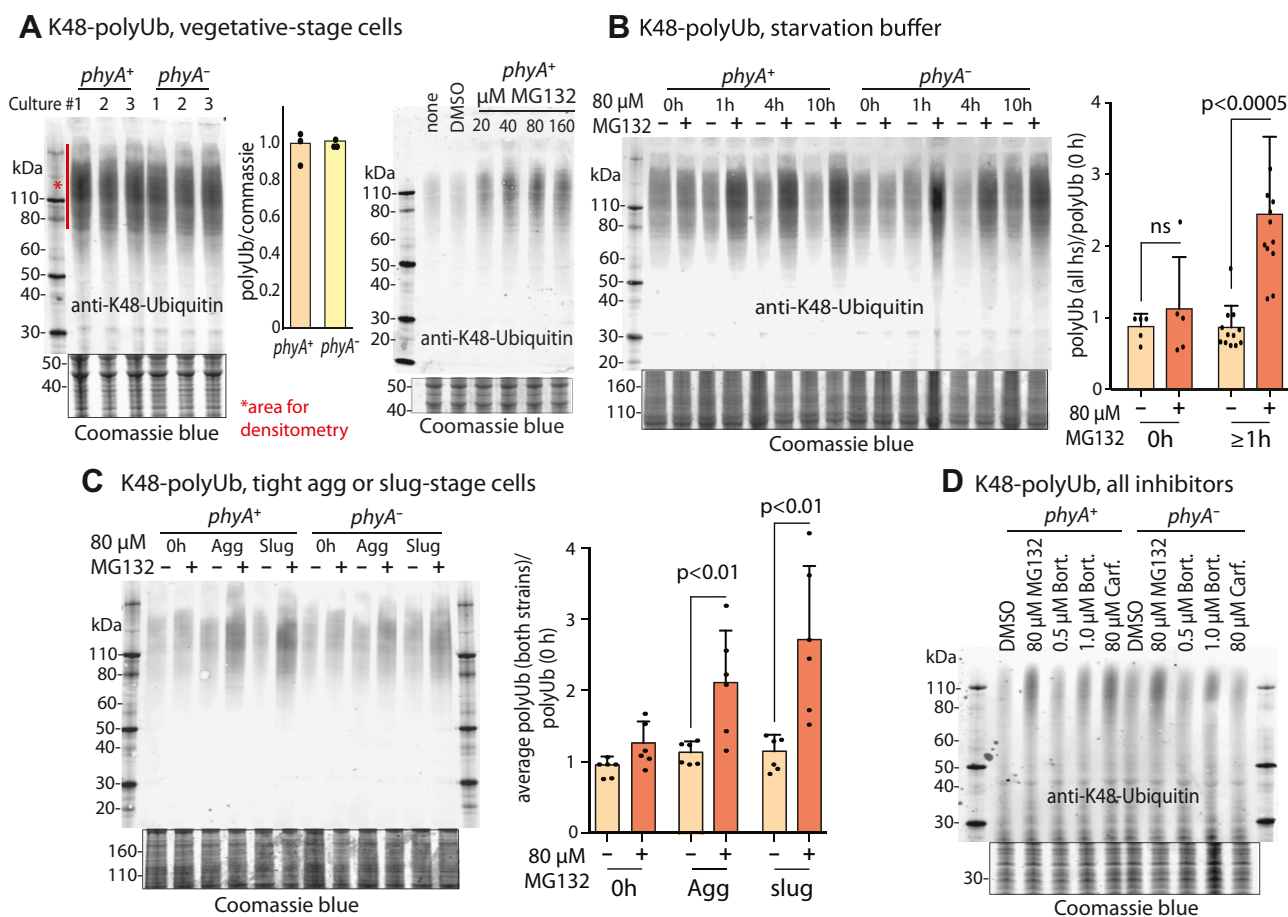 A K48-polyUb, vegetative-stage cells
phyA⁺ phyA⁻
Culture #1 2 3 1 2 3
kDa
*
110-
80-
60-
50-
40-
30-
anti-K48-Ubiquitin
50-
40-
Coomassie blue
polyUb/commassie
1.0
0.8
0.6
0.4
0.2
0
phyA⁺ phyA⁻
*area for
densitometry
phyA⁺
none DMSO µM MG132
20 40 80 160
kDa
110-
80-
60-
50-
40-
30-
20-
anti-K48-Ubiquitin
50-
40-
Coomassie blue
B K48-polyUb, starvation buffer
phyA⁺ phyA⁻
80 µM 0h 1h 4h 10h 0h 1h 4h 10h
MG132 – + – + – + – + – + – + – + – +
kDa
110-
80-
60-
50-
40-
30-
20-
anti-K48-Ubiquitin
160-
110-
Coomassie blue
polyUb (all hs)/polyUb (0 h)
4
3
2
1
0
p<0.0005
ns
– + – +
80 µM
MG132 0h ≥1h
C K48-polyUb, tight agg or slug-stage cells
phyA⁺ phyA⁻
80 µM 0h Agg Slug 0h Agg Slug
MG132 – + – + – + – + – + – +
kDa
110-
80-
60-
50-
40-
30-
20-
160-
110-
Coomassie blue
average polyUb (both strains)/
polyUb (0 h)
4
3
2
1
0
p<0.01
p<0.01
– + – + – +
80 µM
MG132 0h Agg slug
D K48-polyUb, all inhibitors
phyA⁺ phyA⁻
DMSO
80 µM MG132
0.5 µM Bort.
1.0 µM Bort.
80 µM Carf.
DMSO
80 µM MG132
0.5 µM Bort.
1.0 µM Bort.
80 µM Carf.
kDa
110-
80-
60-
50-
40-
30-
anti-K48-Ubiquitin
30-
Coomassie blue